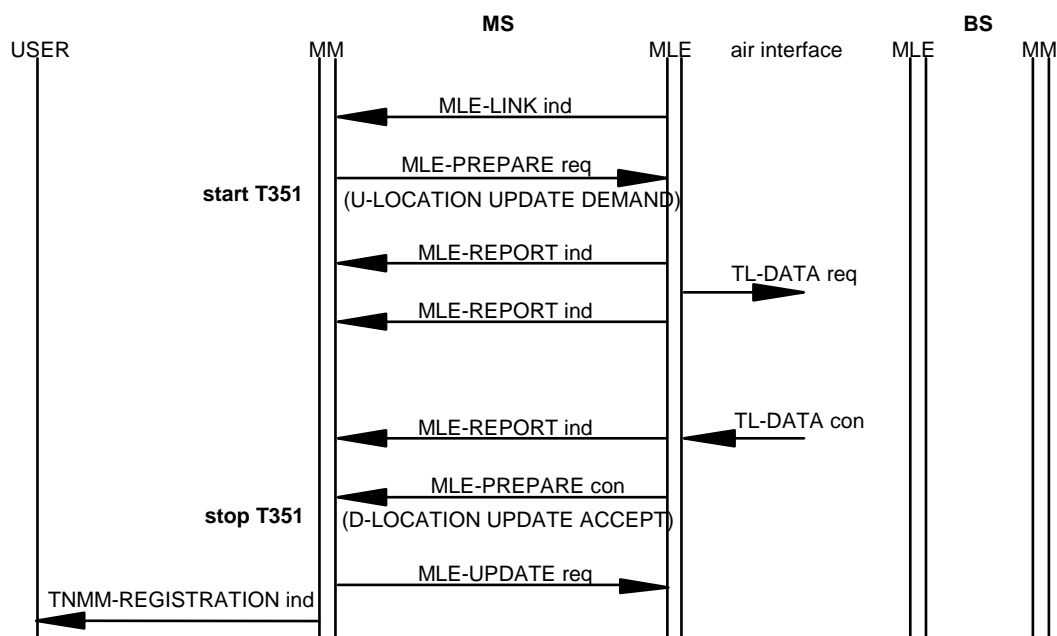 MS BS
USER MM MLE air interface MLE MM
MLE-LINK ind
MLE-PREPARE req
start T351
(U-LOCATION UPDATE DEMAND)
MLE-REPORT ind
TL-DATA req
MLE-REPORT ind
TL-DATA con
MLE-REPORT ind
MLE-PREPARE con
stop T351
(D-LOCATION UPDATE ACCEPT)
MLE-UPDATE req
TNMM-REGISTRATION ind